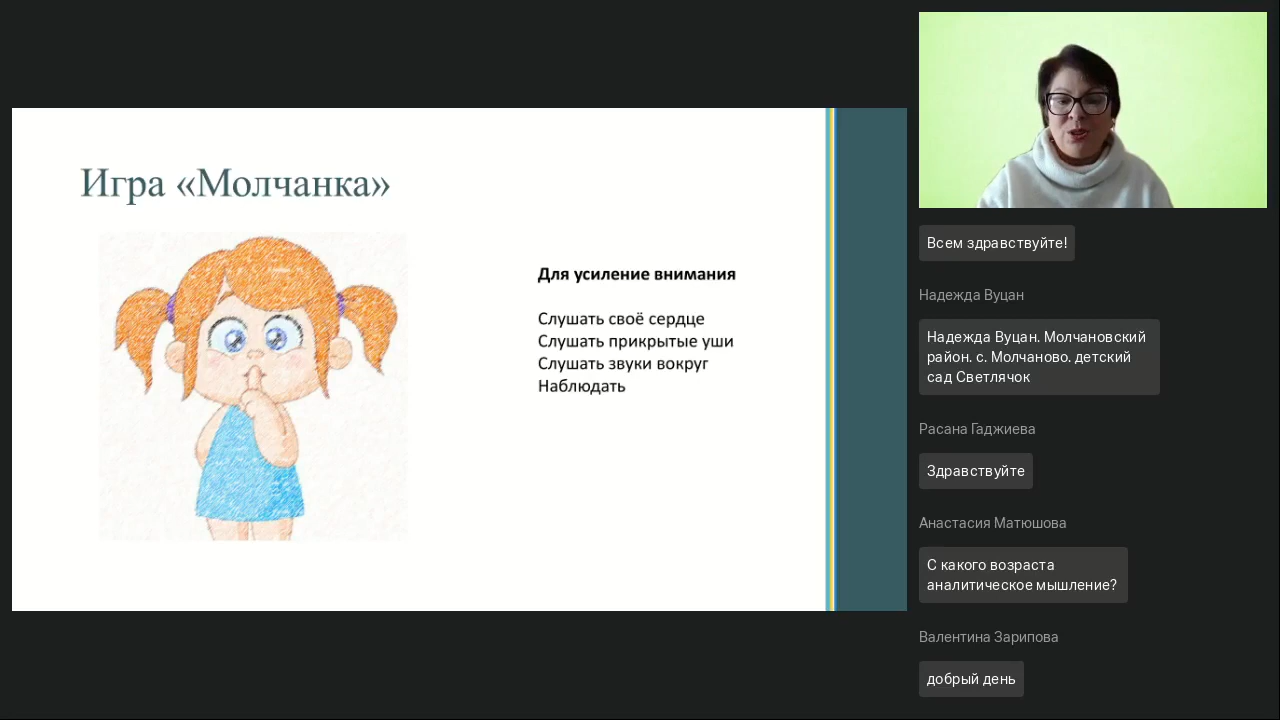 Игра «Молчанка»
Для усиление внимания
Слушать своё сердце
Слушать прикрытые уши
Слушать звуки вокруг
Наблюдать
Всем здравствуйте!
Надежда Вуцан
Надежда Вуцан. Молчановский
район. с. Молчаново. детский
сад Светлячок
Расана Гаджиева
Здравствуйте
Анастасия Матюшова
С какого возраста
аналитическое мышление?
Валентина Зарипова
добрый день